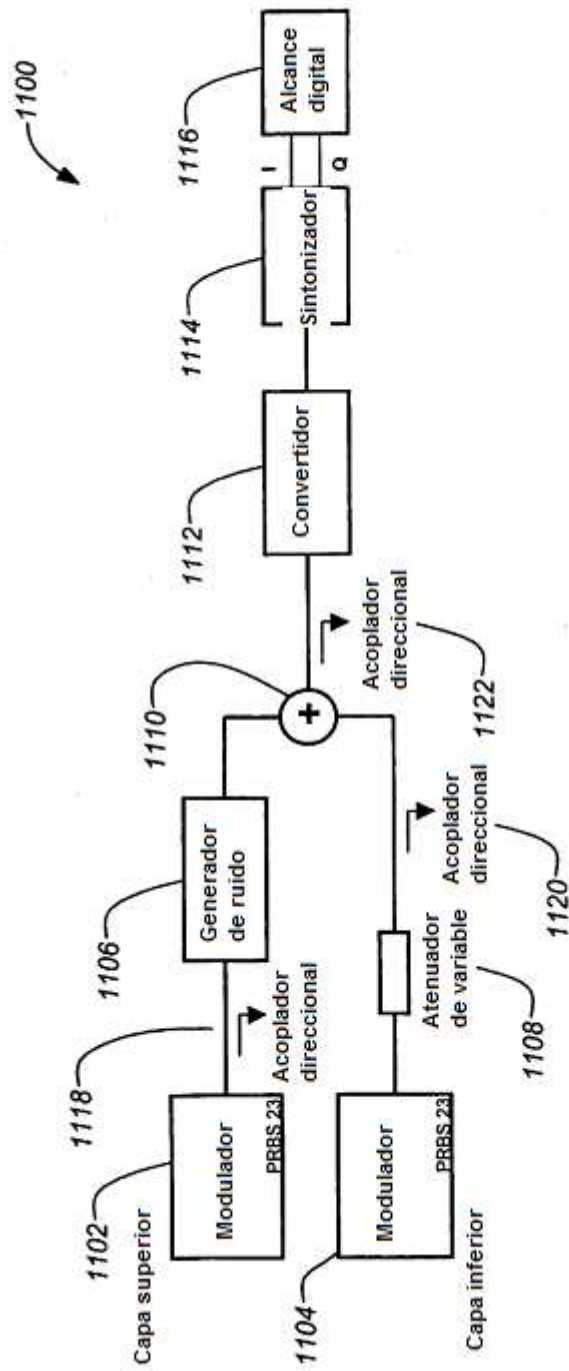 1100
Capa superior
1102
Modulador
PRBS 23
1118
Acoplador
direccional
1106
Generador
de ruido
1110
+
1112
Convertidor
1114
Sintonizador
I
Q
1116
Alcance
digital
Acoplador
direccional
1122
1104
Modulador
PRBS 23
Capa inferior
Atenuador
de variable
1108
Acoplador
direccional
1120